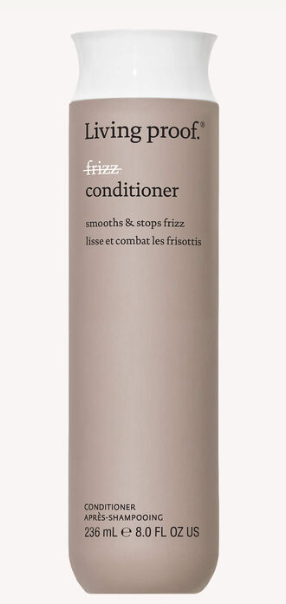 Living proof.®
frizz
conditioner
smooths & stops frizz
lisse et combat les frisottis
CONDITIONER
APRÈS-SHAMPOOING
236 mL ℮ 8.0 FL OZ US